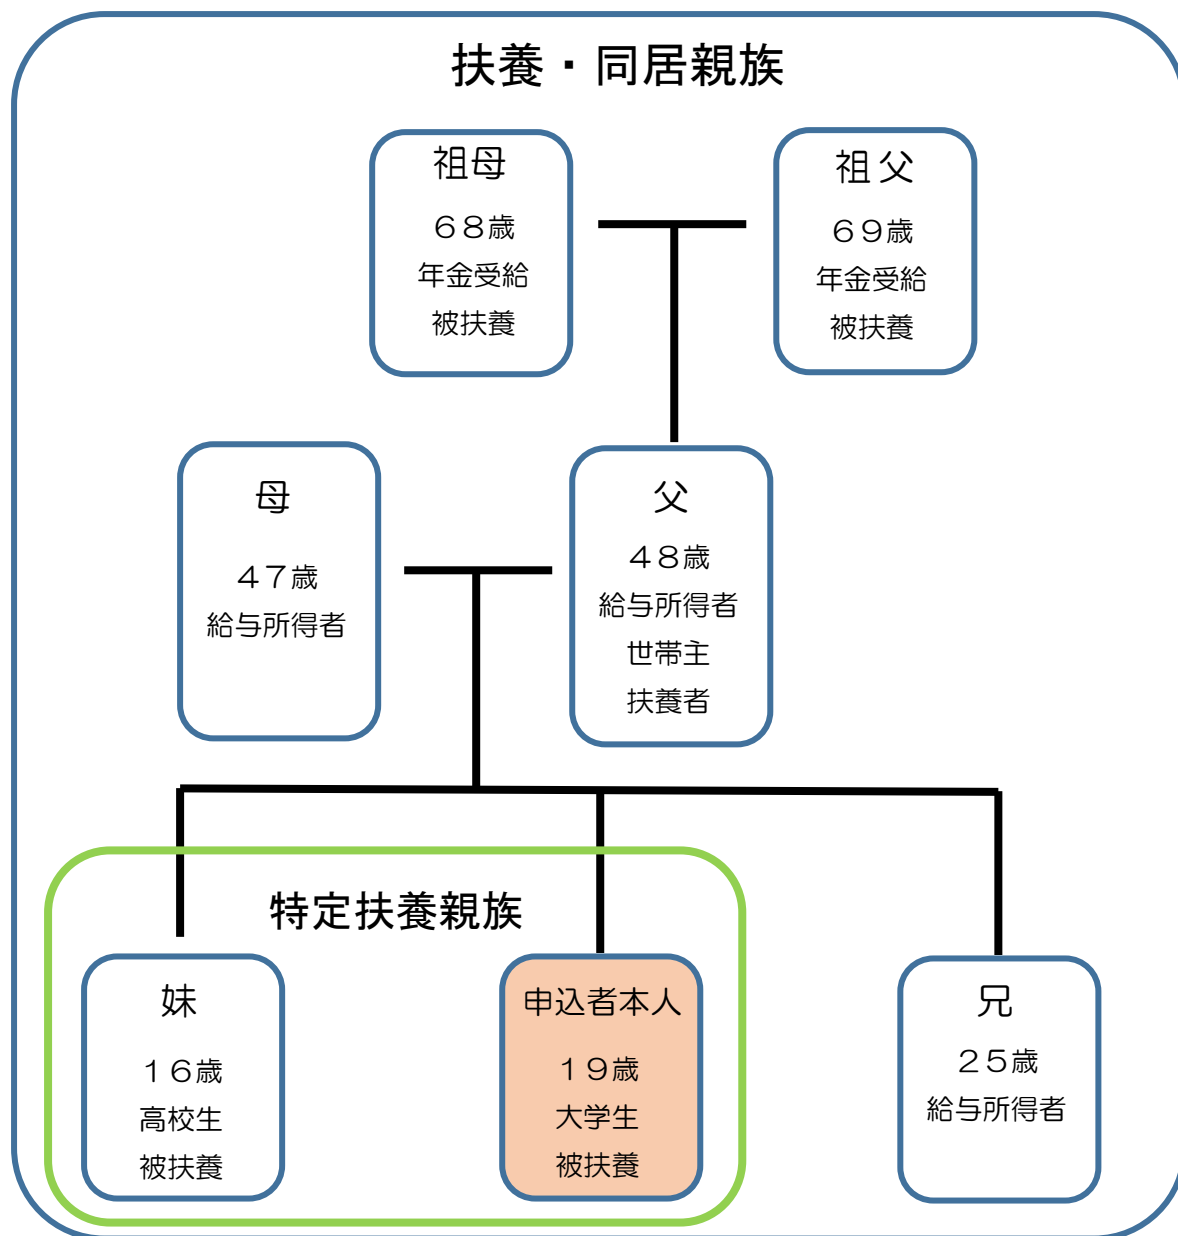 扶養・同居親族
祖母
６８歳
年金受給
被扶養
祖父
６９歳
年金受給
被扶養
母
４７歳
給与所得者
父
４８歳
給与所得者
世帯主
扶養者
特定扶養親族
妹
１６歳
高校生
被扶養
申込者本人
１９歳
大学生
被扶養
兄
２５歳
給与所得者